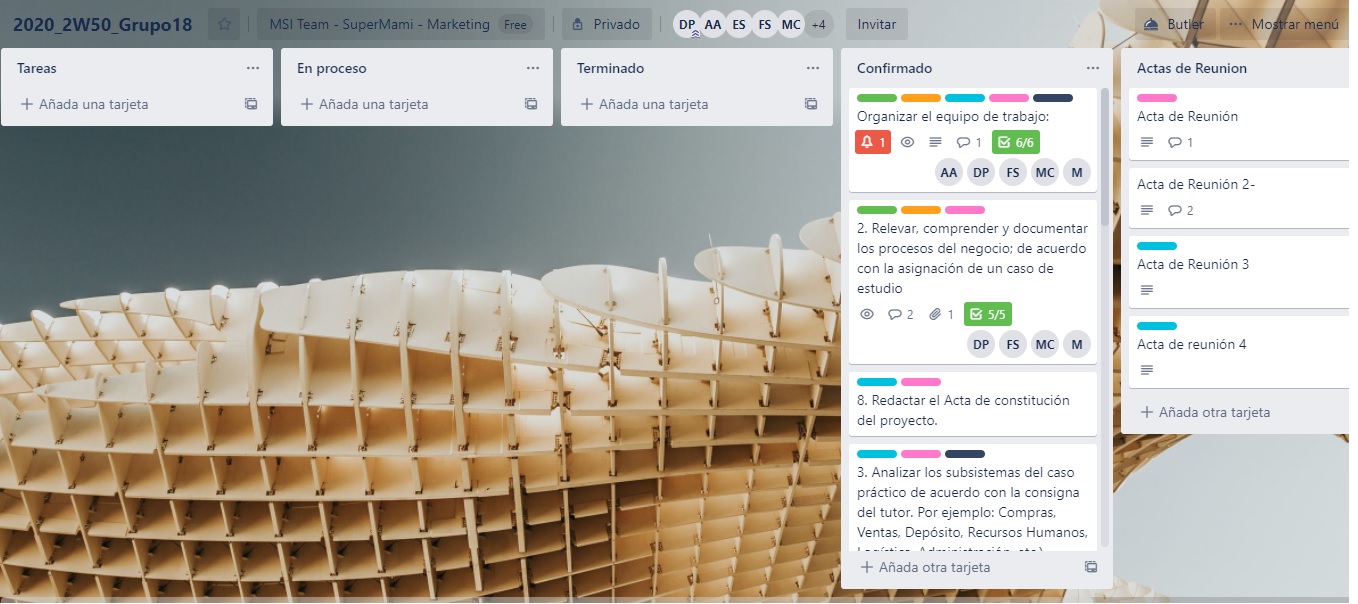 2020_2W50_Grupo18
MSI Team - SuperMami - Marketing Free
Privado
DP AA ES FS MC +4
Invitar
Butler
Mostrar menú
Tareas
Añada una tarjeta
En proceso
Añada una tarjeta
Terminado
Añada una tarjeta
Confirmado
Organizar el equipo de trabajo:
1 1 6/6
AA DP FS MC M
2. Relevar, comprender y documentar
los procesos del negocio; de acuerdo
con la asignación de un caso de
estudio
2 1 5/5
DP FS MC M
8. Redactar el Acta de constitución
del proyecto.
3. Analizar los subsistemas del caso
práctico de acuerdo con la consigna
del tutor. Por ejemplo: Compras,
Ventas, Depósito, Recursos Humanos,
Logística, Administración, etc.)
Añada otra tarjeta
Actas de Reunion
Acta de Reunión
1
Acta de Reunión 2-
2
Acta de Reunión 3
Acta de reunión 4
Añada otra tarjeta